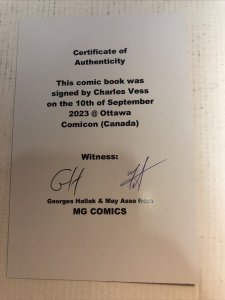 Certificate of
Authenticity
This comic book was
signed by Charles Vess
on the 10th of September
2023 @ Ottawa
Comicon (Canada)
Witness:
Georges Hallak & May Asso from
MG COMICS